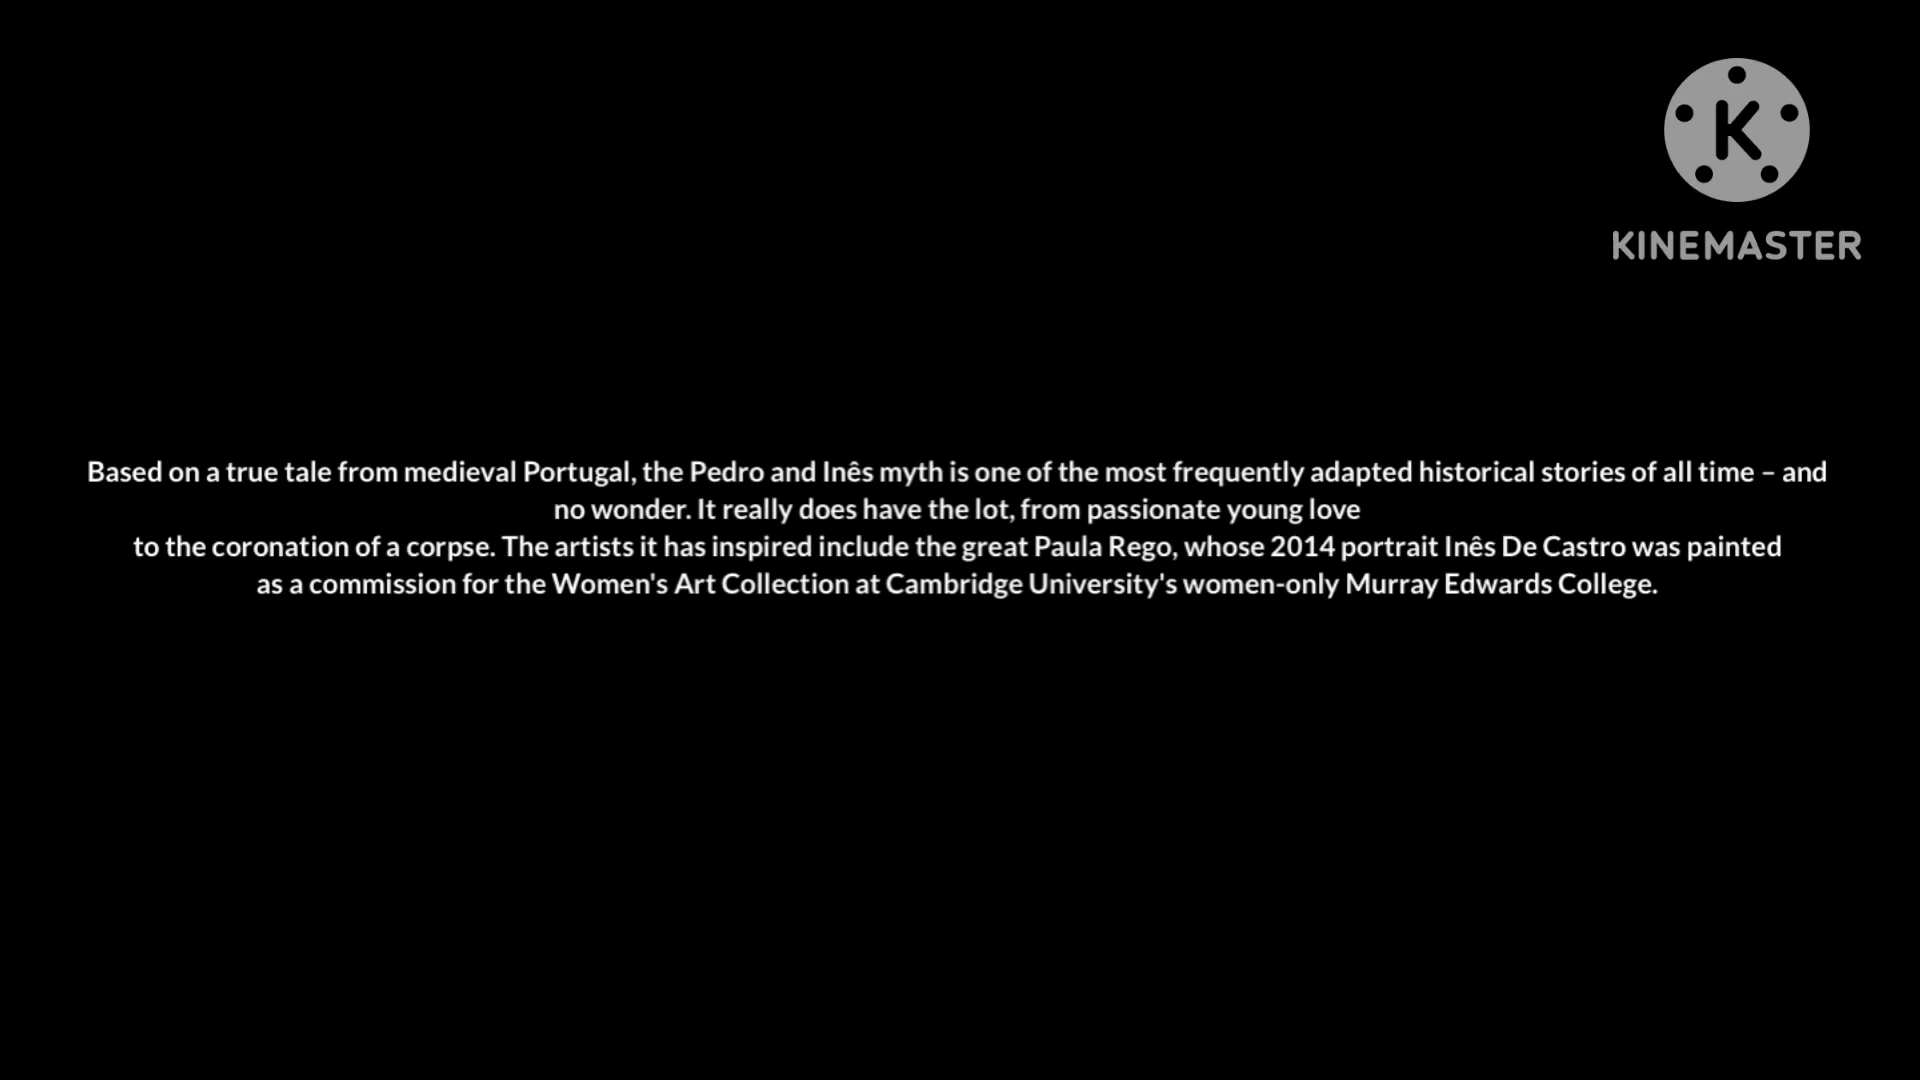 K
KINEMASTER
Based on a true tale from medieval Portugal, the Pedro and Inês myth is one of the most frequently adapted historical stories of all time – and
no wonder. It really does have the lot, from passionate young love
to the coronation of a corpse. The artists it has inspired include the great Paula Rego, whose 2014 portrait Inês De Castro was painted
as a commission for the Women's Art Collection at Cambridge University's women-only Murray Edwards College.